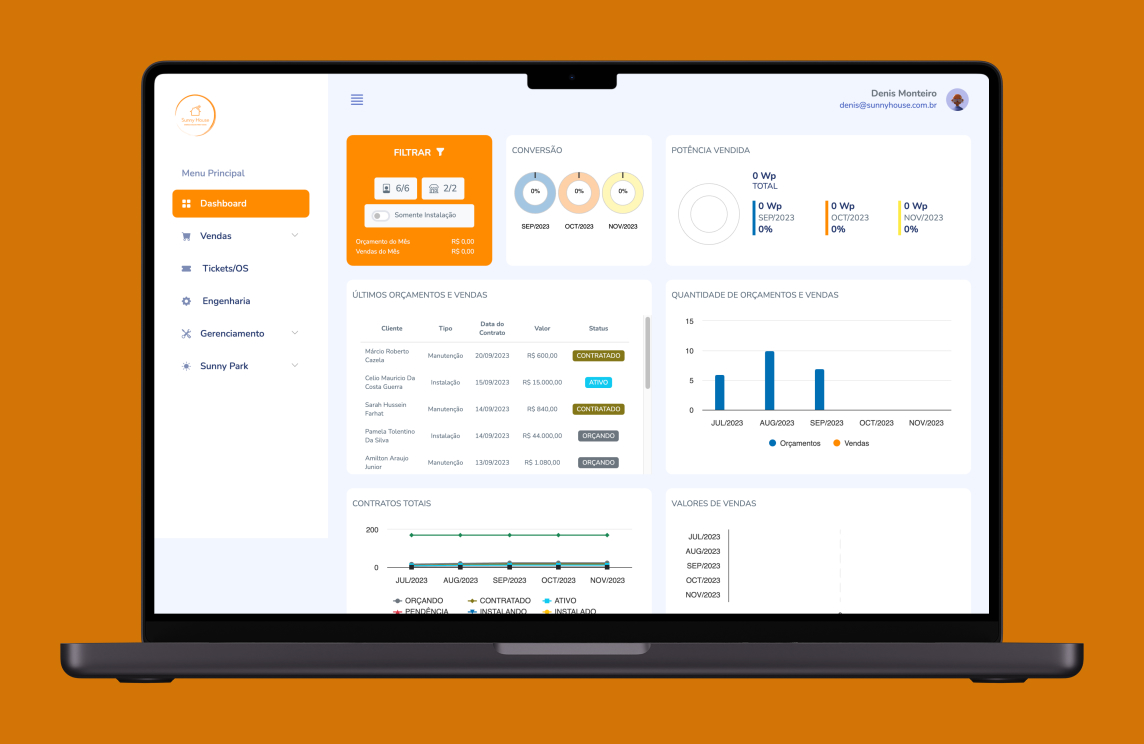 Sunny House
Denis Monteiro
denis@sunnyhouse.com.br
Menu Principal
Dashboard
Vendas
Tickets/OS
Engenharia
Gerenciamento
Sunny Park
FILTRAR
6/6 2/2
Somente Instalação
Orçamento do Mês R$ 0,00
Vendas do Mês R$ 0,00
CONVERSÃO
0% 0% 0%
SEP/2023 OCT/2023 NOV/2023
POTÊNCIA VENDIDA
0 Wp
TOTAL
0 Wp 0 Wp 0 Wp
SEP/2023 OCT/2023 NOV/2023
0% 0% 0%
ÚLTIMOS ORÇAMENTOS E VENDAS
Cliente Tipo Data do Contrato Valor Status
Márcio Roberto Cazela Manutenção 20/09/2023 R$ 600,00 CONTRATADO
Celio Mauricio Da Costa Guerra Instalação 15/09/2023 R$ 15.000,00 ATIVO
Sarah Hussein Farhat Manutenção 14/09/2023 R$ 840,00 CONTRATADO
Pamela Tolentino Da Silva Instalação 14/09/2023 R$ 44.000,00 ORÇANDO
Amilton Araujo Junior Manutenção 13/09/2023 R$ 1.080,00 ORÇANDO
QUANTIDADE DE ORÇAMENTOS E VENDAS
15
10
5
0
JUL/2023 AUG/2023 SEP/2023 OCT/2023 NOV/2023
Orçamentos Vendas
CONTRATOS TOTAIS
200
0
JUL/2023 AUG/2023 SEP/2023 OCT/2023 NOV/2023
ORÇANDO CONTRATADO ATIVO
PENDÊNCIA INSTALANDO INSTALADO
VALORES DE VENDAS
JUL/2023
AUG/2023
SEP/2023
OCT/2023
NOV/2023